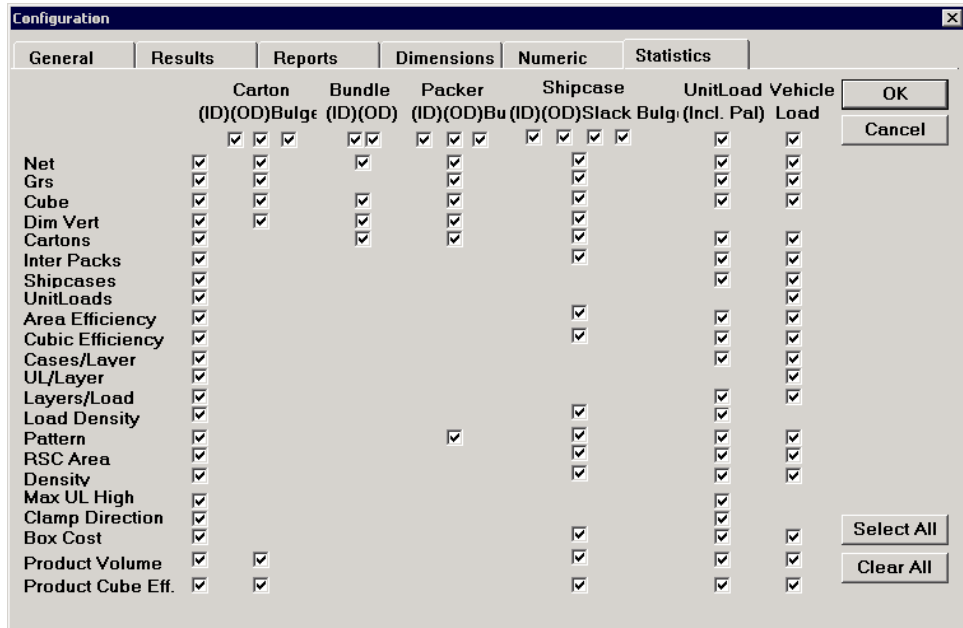 Configuration
General Results Reports Dimensions Numeric Statistics
Carton Bundle Packer Shipcase UnitLoad Vehicle
(ID)(OD)Bulge (ID)(OD) (ID)(OD)Bu(ID)(OD)Slack Bulg (Incl. Pal) Load
OK
Cancel
Net
Grs
Cube
Dim Vert
Cartons
Inter Packs
Shipcases
UnitLoads
Area Efficiency
Cubic Efficiency
Cases/Layer
UL/Layer
Layers/Load
Load Density
Pattern
RSC Area
Density
Max UL High
Clamp Direction
Box Cost
Product Volume
Product Cube Eff.
Select All
Clear All